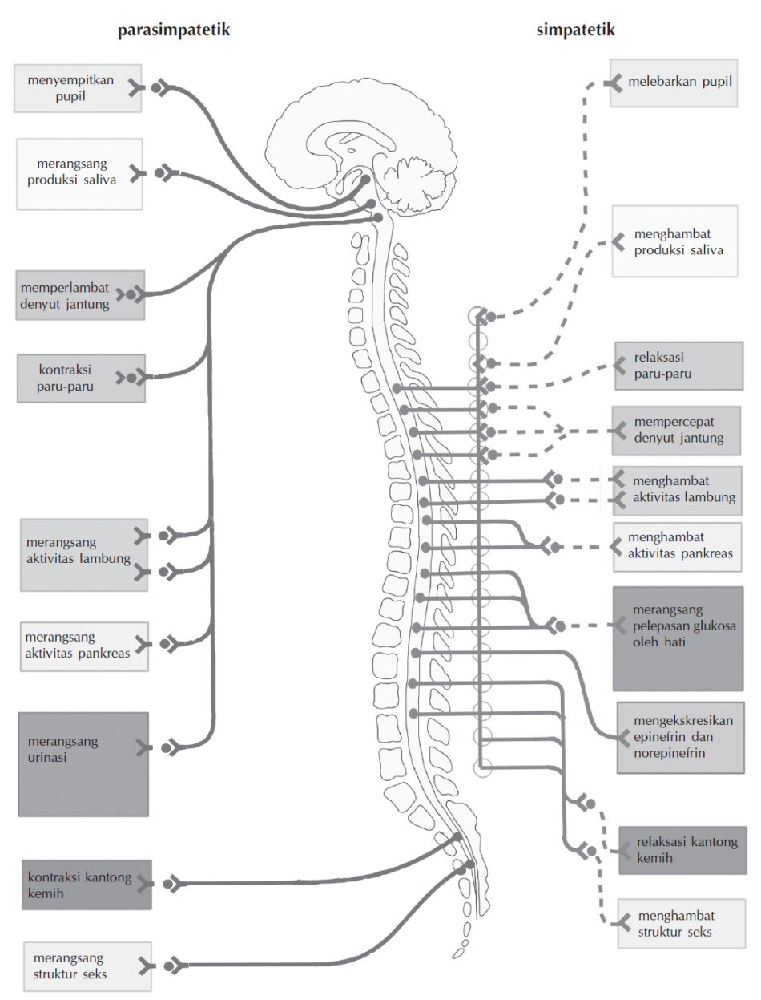 parasimpatetik
simpatetik
menyempitkan
pupil
merangsang
produksi saliva
memperlambat
denyut jantung
kontraksi
paru-paru
merangsang
aktivitas lambung
merangsang
aktivitas pankreas
merangsang
urinasi
kontraksi kantong
kemih
merangsang
struktur seks
melebarkan pupil
menghambat
produksi saliva
relaksasi
paru-paru
mempercepat
denyut jantung
menghambat
aktivitas lambung
menghambat
aktivitas pankreas
merangsang
pelepasan glukosa
oleh hati
mengekskresikan
epinefrin dan
norepinefrin
relaksasi kantong
kemih
menghambat
struktur seks